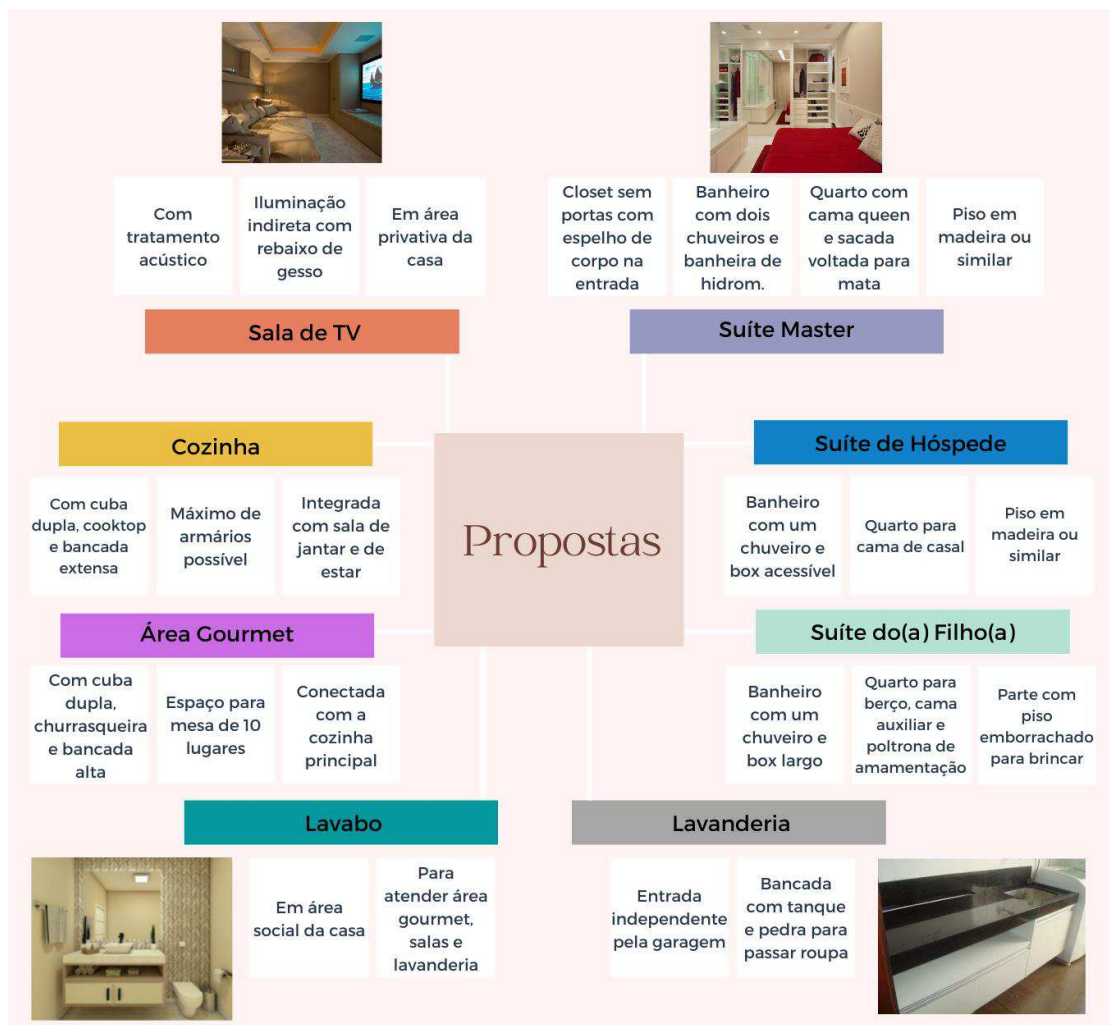 Com
tratamento
acústico
Iluminação
indireta com
rebaixo de
gesso
Em área
privativa da
casa
Sala de TV
Closet sem
portas com
espelho de
corpo na
entrada
Banheiro
com dois
chuveiros e
banheira de
hidrom.
Quarto com
cama queen
e sacada
voltada para
mata
Piso em
madeira ou
similar
Suíte Master
Cozinha
Com cuba
dupla, cooktop
e bancada
extensa
Máximo de
armários
possível
Integrada
com sala de
jantar e de
estar
Propostas
Suíte de Hóspede
Banheiro
com um
chuveiro e
box acessível
Quarto para
cama de casal
Piso em
madeira ou
similar
Área Gourmet
Com cuba
dupla,
churrasqueira
e bancada
alta
Espaço para
mesa de 10
lugares
Conectada
com a
cozinha
principal
Suíte do(a) Filho(a)
Banheiro
com um
chuveiro e
box largo
Quarto para
berço, cama
auxiliar e
poltrona de
amamentação
Parte com
piso
emborrachado
para brincar
Lavabo
Em área
social da casa
Para
atender área
gourmet,
salas e
lavanderia
Lavanderia
Entrada
independente
pela garagem
Bancada
com tanque
e pedra para
passar roupa